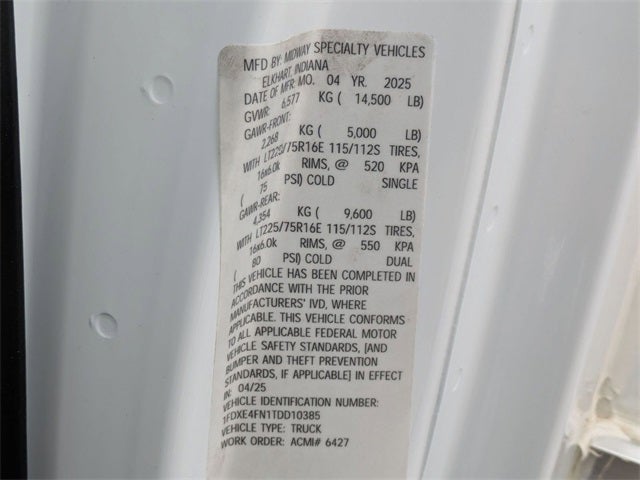 MFD BY: MIDWAY SPECIALTY VEHICLES
ELKHART, INDIANA
DATE OF MFR: MO. 04 YR. 2025
GVWR: 6,577 KG ( 14,500 LB)
GAWR-FRONT:
2,268 KG ( 5,000 LB)
WITH LT225/75R16E 115/112S TIRES,
16x6.0k RIMS, @ 520 KPA
( 75 PSI) COLD SINGLE
GAWR-REAR:
4,354 KG ( 9,600 LB)
WITH LT225/75R16E 115/112S TIRES,
16x6.0k RIMS, @ 550 KPA
( 80 PSI) COLD DUAL
THIS VEHICLE HAS BEEN COMPLETED IN
ACCORDANCE WITH THE PRIOR
MANUFACTURERS' IVD, WHERE
APPLICABLE. THIS VEHICLE CONFORMS
TO ALL APPLICABLE FEDERAL MOTOR
VEHICLE SAFETY STANDARDS, [AND
BUMPER AND THEFT PREVENTION
STANDARDS, IF APPLICABLE] IN EFFECT
IN: 04/25
VEHICLE IDENTIFICATION NUMBER:
1FDXE4FN1TDD10385
VEHICLE TYPE: TRUCK
WORK ORDER: ACMI# 6427